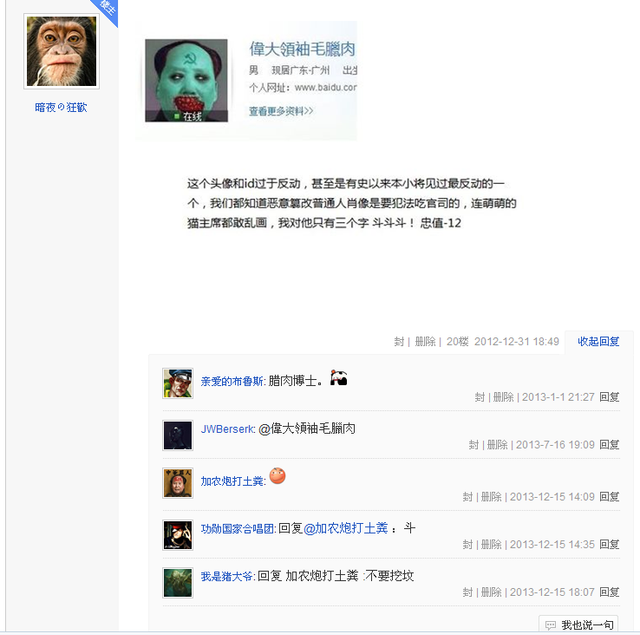 楼主
暗夜の狂歡
偉大領袖毛臘肉
男 现居广东-广州 出生
个人网址：www.baidu.com
查看更多资料>>
在线
这个头像和id过于反动，甚至是有史以来本小将见过最反动的一
个，我们都知道恶意篡改普通人肖像是要犯法吃官司的，连萌萌的
猫主席都敢乱画，我对他只有三个字 斗斗斗！ 忠值-12
封 | 删除 | 20楼 2012-12-31 18:49 收起回复
亲爱的布魯斯: 腊肉博士。
封 | 删除 | 2013-1-1 21:27 回复
JWBerserk: @偉大領袖毛臘肉
封 | 删除 | 2013-7-16 19:09 回复
加农炮打土粪:
封 | 删除 | 2013-12-15 14:09 回复
功勋国家合唱团: 回复@加农炮打土粪 ：斗
封 | 删除 | 2013-12-15 14:35 回复
我是猪大爷: 回复 加农炮打土粪 :不要挖坟
封 | 删除 | 2013-12-15 18:07 回复
我也说一句